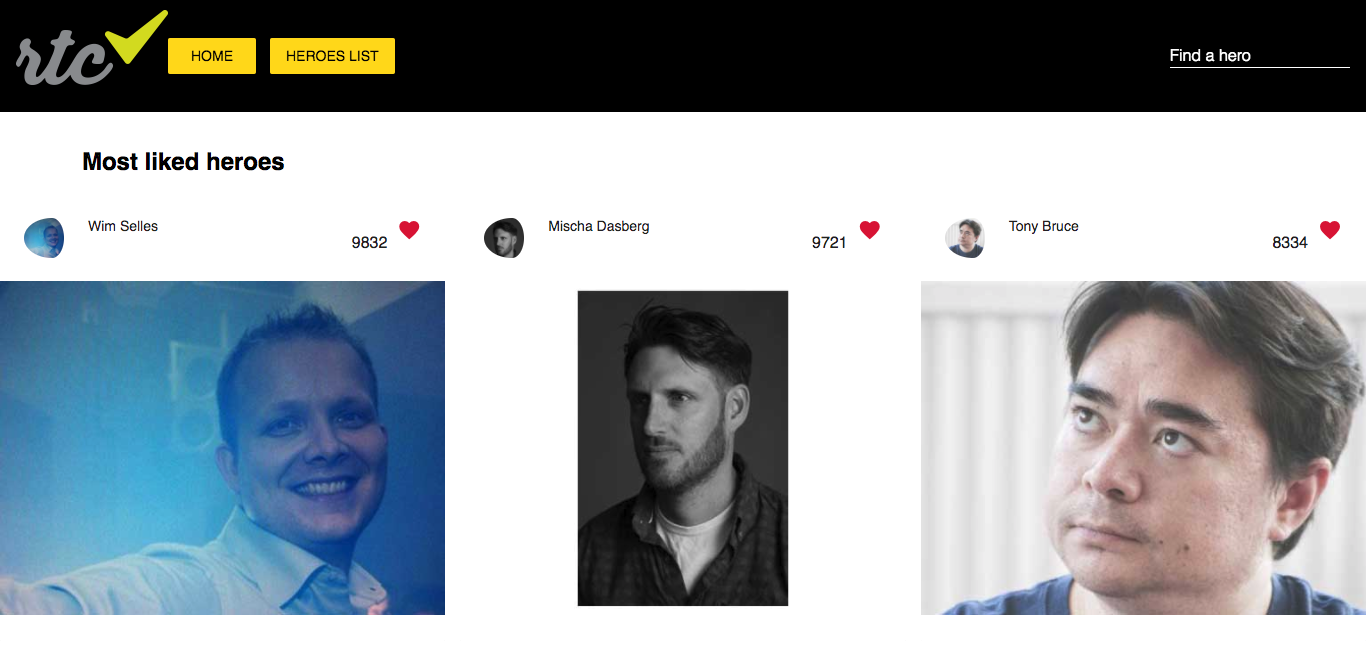 rtc
HOME
HEROES LIST
Find a hero
Most liked heroes
Wim Selles
9832
Mischa Dasberg
9721
Tony Bruce
8334